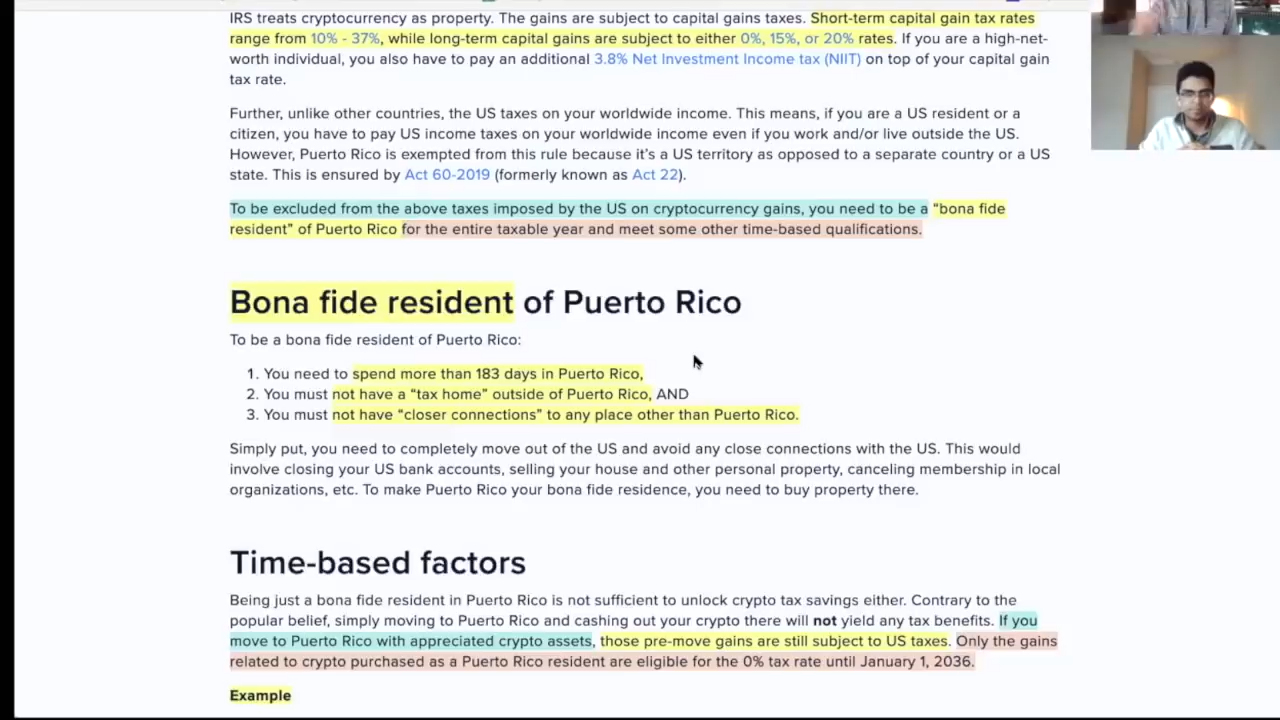 IRS treats cryptocurrency as property. The gains are subject to capital gains taxes. Short-term capital gain tax rates
range from 10% - 37%, while long-term capital gains are subject to either 0%, 15%, or 20% rates. If you are a high-net-
worth individual, you also have to pay an additional 3.8% Net Investment Income tax (NIIT) on top of your capital gain
tax rate.
Further, unlike other countries, the US taxes on your worldwide income. This means, if you are a US resident or a
citizen, you have to pay US income taxes on your worldwide income even if you work and/or live outside the US.
However, Puerto Rico is exempted from this rule because it’s a US territory as opposed to a separate country or a US
state. This is ensured by Act 60-2019 (formerly known as Act 22).
To be excluded from the above taxes imposed by the US on cryptocurrency gains, you need to be a “bona fide
resident” of Puerto Rico for the entire taxable year and meet some other time-based qualifications.
Bona fide resident of Puerto Rico
To be a bona fide resident of Puerto Rico:
1. You need to spend more than 183 days in Puerto Rico,
2. You must not have a “tax home” outside of Puerto Rico, AND
3. You must not have “closer connections” to any place other than Puerto Rico.
Simply put, you need to completely move out of the US and avoid any close connections with the US. This would
involve closing your US bank accounts, selling your house and other personal property, canceling membership in local
organizations, etc. To make Puerto Rico your bona fide residence, you need to buy property there.
Time-based factors
Being just a bona fide resident in Puerto Rico is not sufficient to unlock crypto tax savings either. Contrary to the
popular belief, simply moving to Puerto Rico and cashing out your crypto there will not yield any tax benefits. If you
move to Puerto Rico with appreciated crypto assets, those pre-move gains are still subject to US taxes. Only the gains
related to crypto purchased as a Puerto Rico resident are eligible for the 0% tax rate until January 1, 2036.
Example